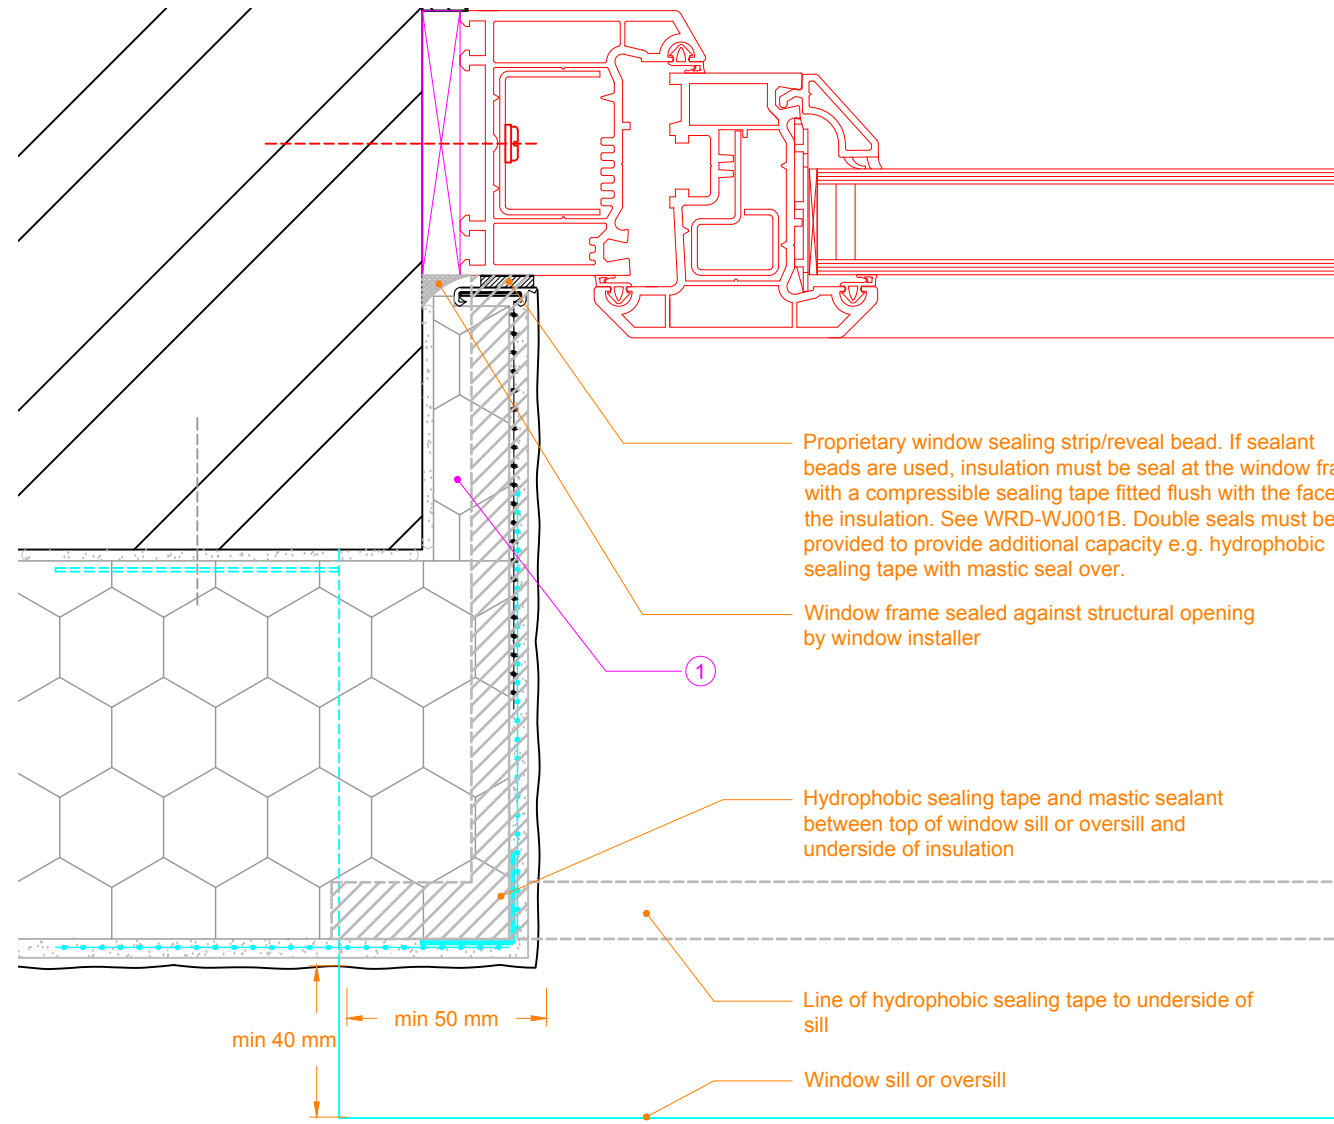 Proprietary window sealing strip/reveal bead. If sealant
beads are used, insulation must be seal at the window fra
with a compressible sealing tape fitted flush with the face
the insulation. See WRD-WJ001B. Double seals must be
provided to provide additional capacity e.g. hydrophobic
sealing tape with mastic seal over.
Window frame sealed against structural opening
by window installer
1
Hydrophobic sealing tape and mastic sealant
between top of window sill or oversill and
underside of insulation
Line of hydrophobic sealing tape to underside of
sill
min 50 mm
min 40 mm
Window sill or oversill